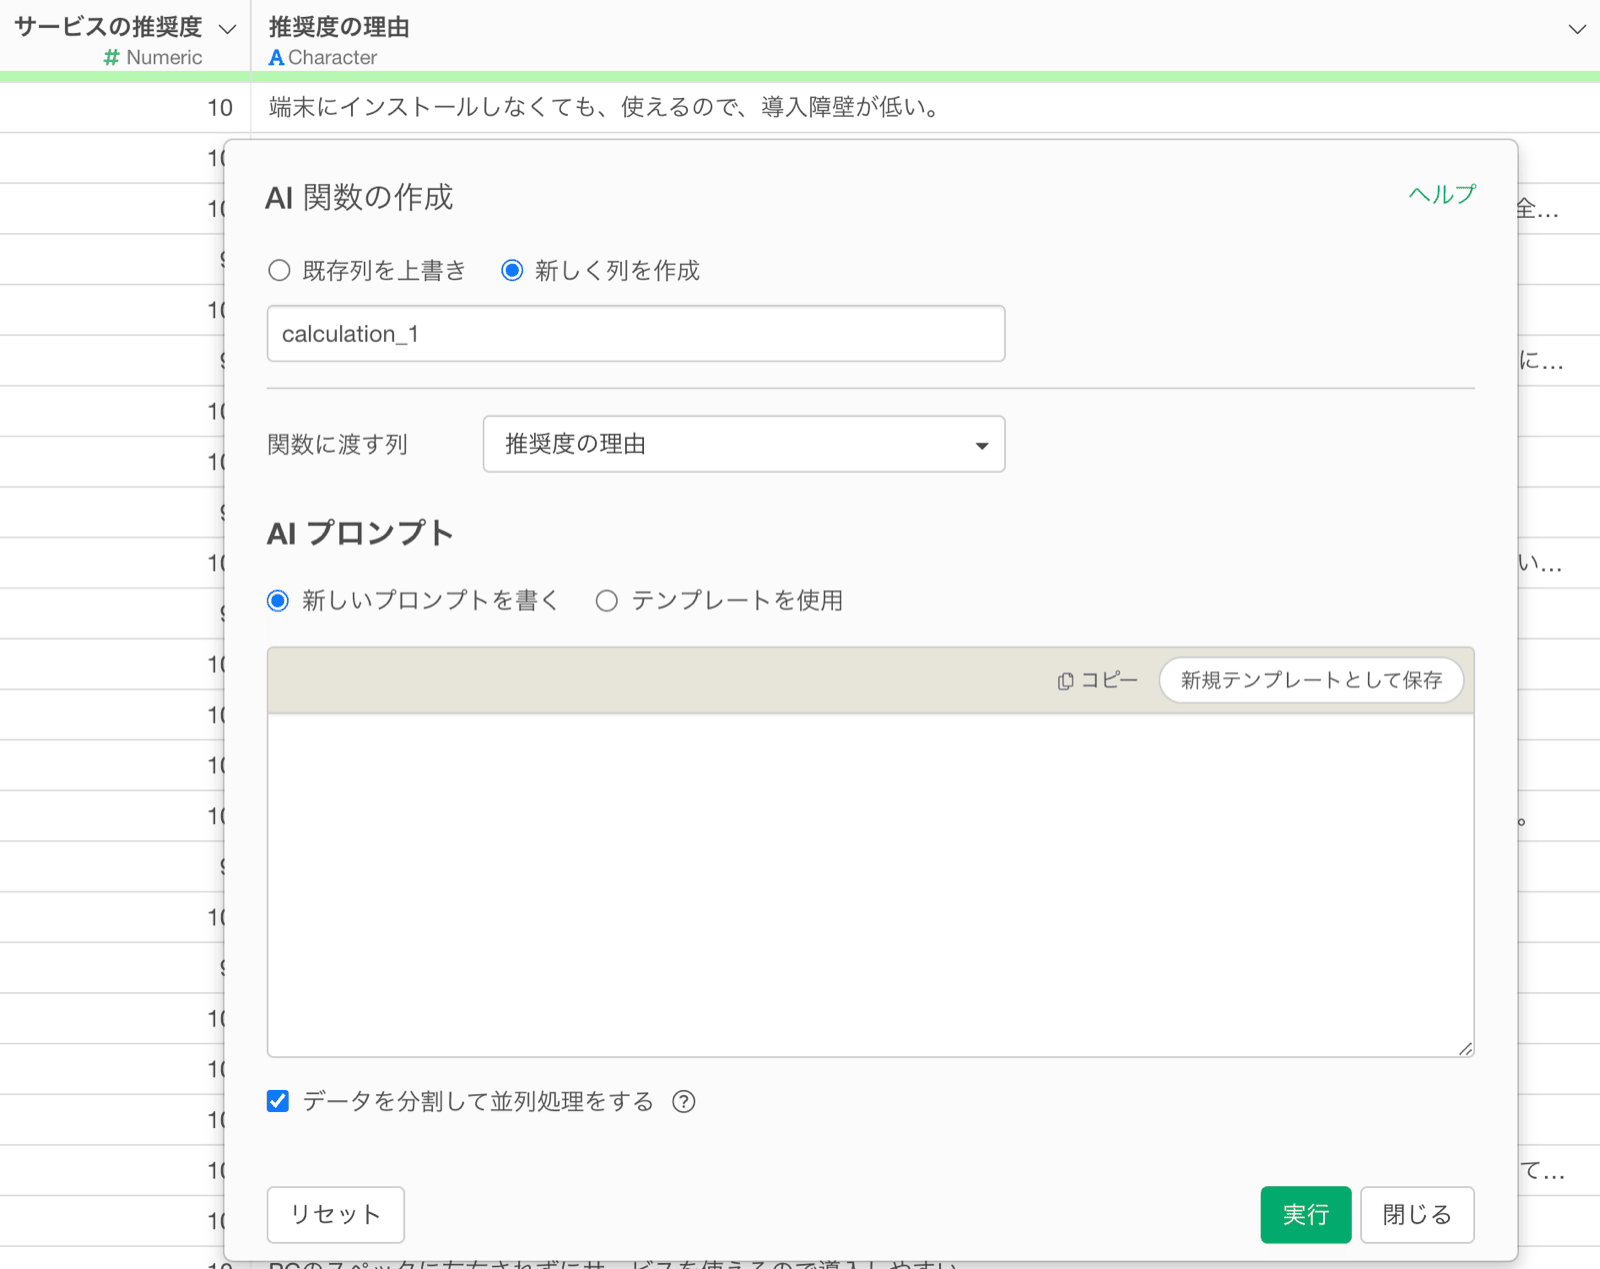 サービスの推奨度
# Numeric
推奨度の理由
A Character
10 端末にインストールしなくても、使えるので、導入障壁が低い。
AI 関数の作成
ヘルプ
既存列を上書き
新しく列を作成
calculation_1
関数に渡す列
推奨度の理由
AI プロンプト
新しいプロンプトを書く
テンプレートを使用
コピー
新規テンプレートとして保存
データを分割して並列処理をする
リセット
実行
閉じる
全…
に…
い…
。
て…